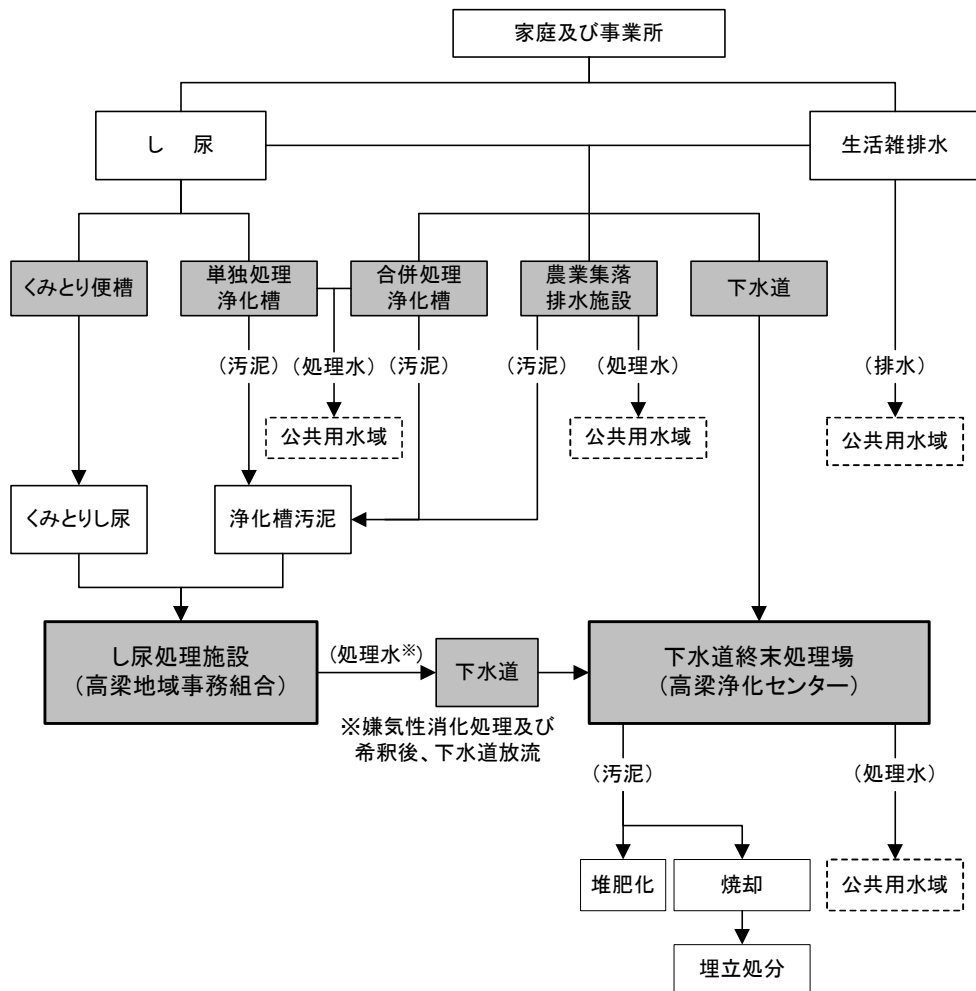 家庭及び事業所
し 尿
生活雑排水
くみとり便槽
単独処理
浄化槽
合併処理
浄化槽
農業集落
排水施設
下水道
(汚泥)
(処理水)
(汚泥)
(汚泥)
(処理水)
(排水)
公共用水域
公共用水域
公共用水域
くみとりし尿
浄化槽汚泥
し尿処理施設
(高梁地域事務組合)
(処理水※)
下水道
下水道終末処理場
(高梁浄化センター)
※嫌気性消化処理及び
希釈後、下水道放流
(汚泥)
(処理水)
堆肥化
焼却
公共用水域
埋立処分